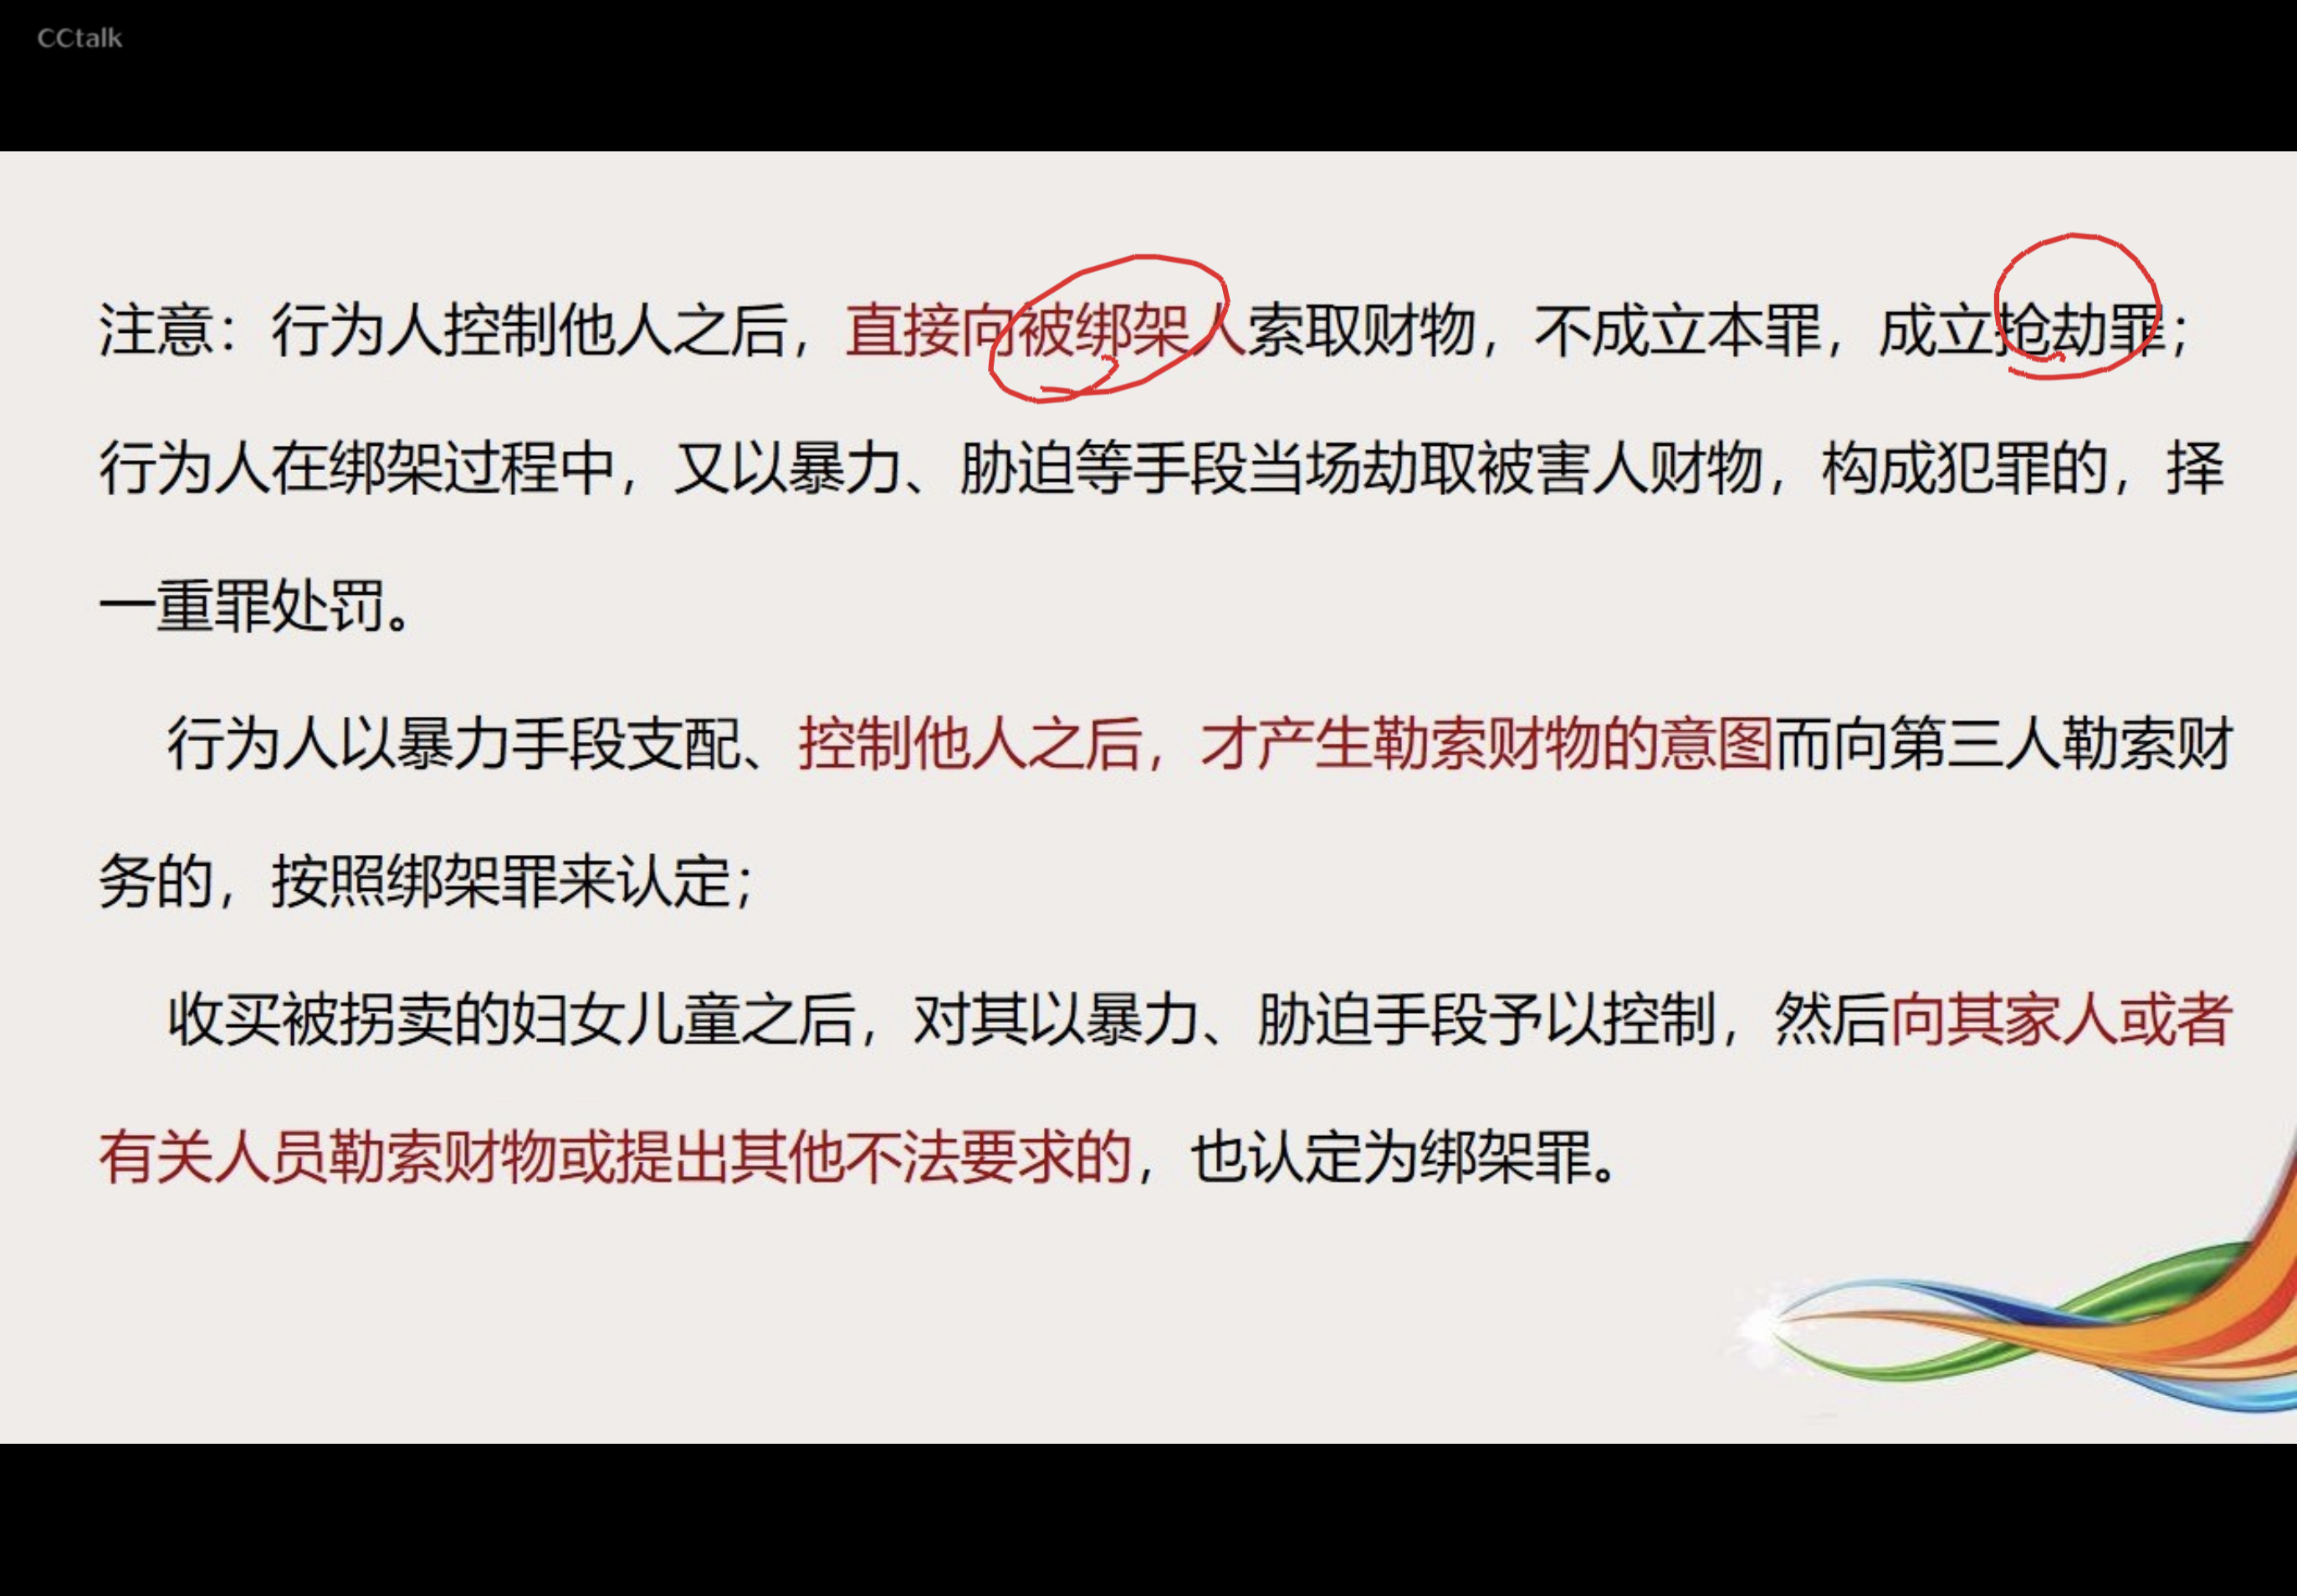 CCtalk
注意：行为人控制他人之后，直接向被绑架人索取财物，不成立本罪，成立抢劫罪；
行为人在绑架过程中，又以暴力、胁迫等手段当场劫取被害人财物，构成犯罪的，择
一重罪处罚。
行为人以暴力手段支配、控制他人之后，才产生勒索财物的意图而向第三人勒索财
务的，按照绑架罪来认定；
收买被拐卖的妇女儿童之后，对其以暴力、胁迫手段予以控制，然后向其家人或者
有关人员勒索财物或提出其他不法要求的，也认定为绑架罪。